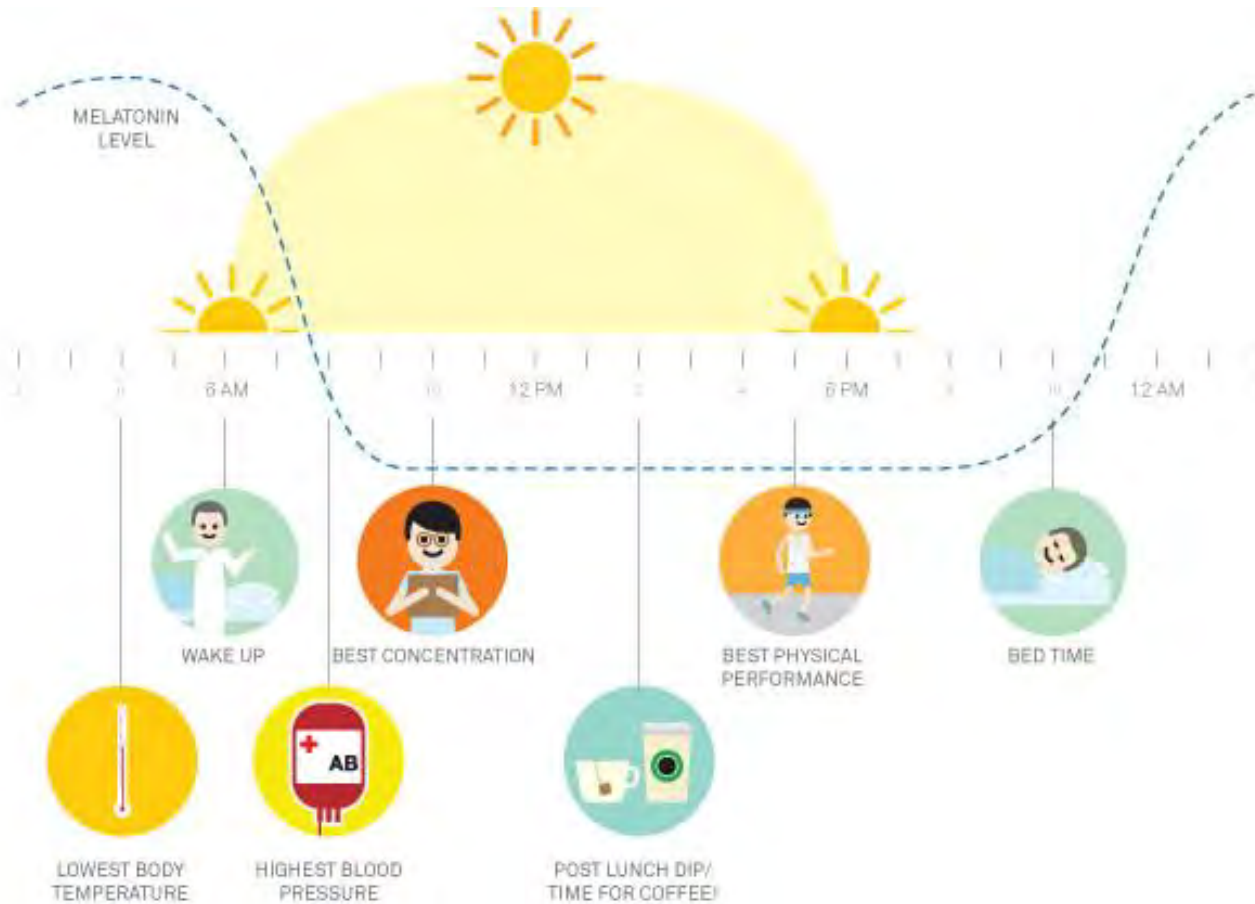 MELATONIN
LEVEL
6 AM
10
12 PM
2
4
6 PM
8
10
12 AM
WAKE UP
BEST CONCENTRATION
BEST PHYSICAL
PERFORMANCE
BED TIME
+
AB
LOWEST BODY
TEMPERATURE
HIGHEST BLOOD
PRESSURE
POST LUNCH DIP/
TIME FOR COFFEE!